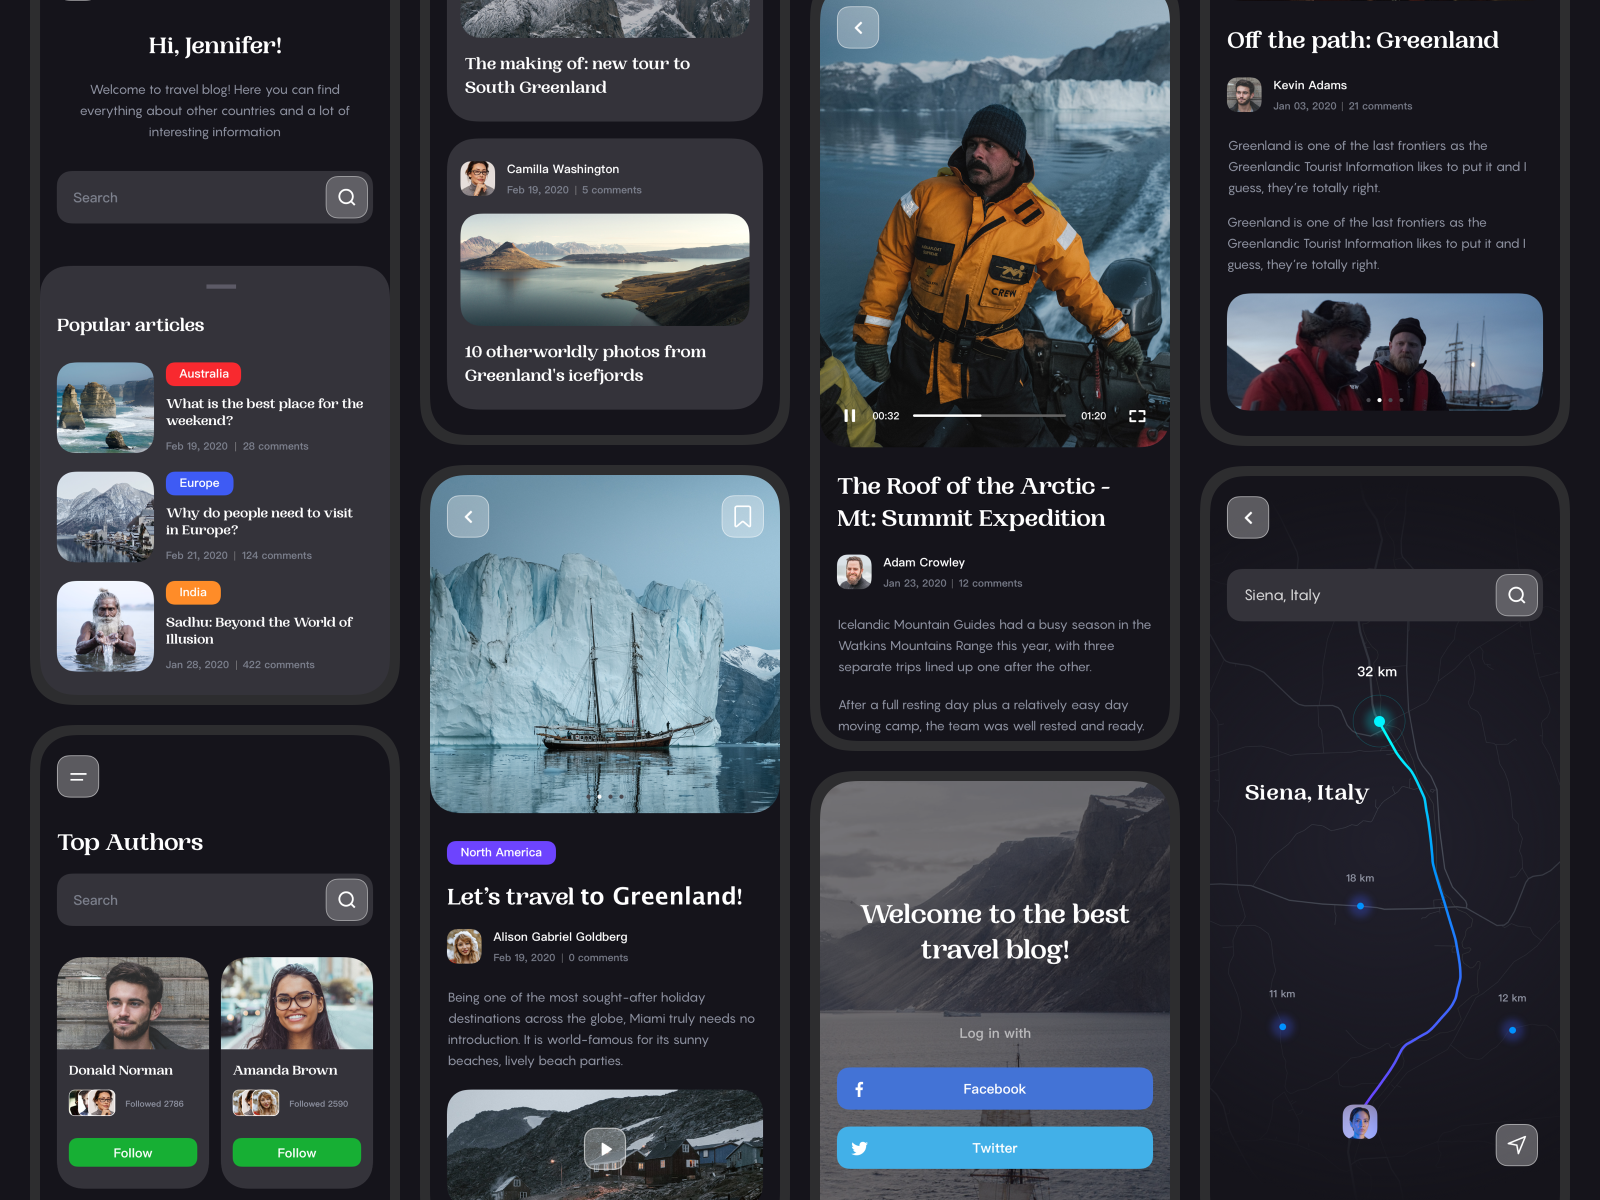 Hi, Jennifer!
Welcome to travel blog! Here you can find
everything about other countries and a lot of
interesting information
Search
Popular articles
Australia
What is the best place for the
weekend?
Feb 19, 2020 | 28 comments
Europe
Why do people need to visit
in Europe?
Feb 21, 2020 | 124 comments
India
Sadhu: Beyond the World of
Illusion
Jan 28, 2020 | 422 comments
Top Authors
Search
Donald Norman
Followed 2786
Follow
Amanda Brown
Followed 2590
Follow
The making of: new tour to
South Greenland
Camilla Washington
Feb 19, 2020 | 5 comments
10 otherworldly photos from
Greenland's icefjords
North America
Let's travel to Greenland!
Alison Gabriel Goldberg
Feb 19, 2020 | 0 comments
Being one of the most sought-after holiday
destinations across the globe, Miami truly needs no
introduction. It is world-famous for its sunny
beaches, lively beach parties.
CREW
00:32
01:20
The Roof of the Arctic -
Mt: Summit Expedition
Adam Crowley
Jan 23, 2020 | 12 comments
Icelandic Mountain Guides had a busy season in the
Watkins Mountains Range this year, with three
separate trips lined up one after the other.
After a full resting day plus a relatively easy day
moving camp, the team was well rested and ready.
Welcome to the best
travel blog!
Log in with
Facebook
Twitter
Off the path: Greenland
Kevin Adams
Jan 03, 2020 | 21 comments
Greenland is one of the last frontiers as the
Greenlandic Tourist Information likes to put it and I
guess, they're totally right.
Greenland is one of the last frontiers as the
Greenlandic Tourist Information likes to put it and I
guess, they're totally right.
Siena, Italy
32 km
Siena, Italy
18 km
11 km
12 km